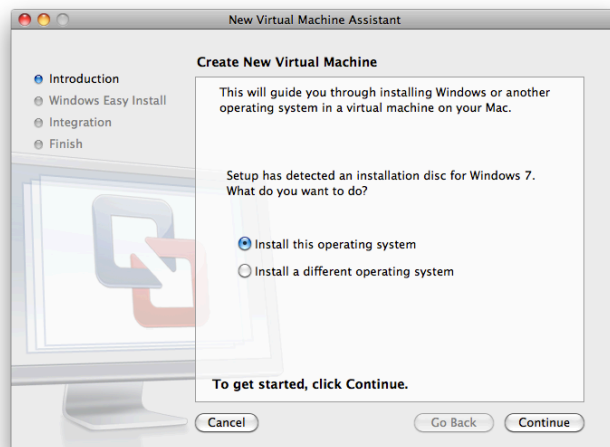 New Virtual Machine Assistant
Create New Virtual Machine
Introduction
Windows Easy Install
Integration
Finish
This will guide you through installing Windows or another
operating system in a virtual machine on your Mac.
Setup has detected an installation disc for Windows 7.
What do you want to do?
Install this operating system
Install a different operating system
To get started, click Continue.
Cancel
Go Back
Continue